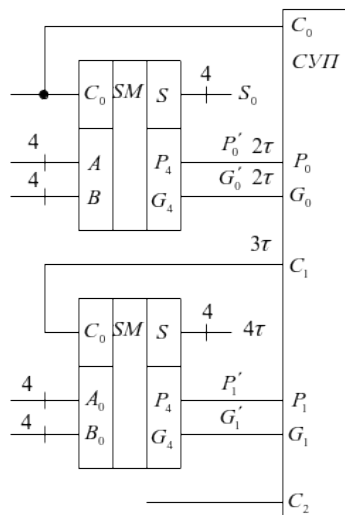 C₀
4 СУП
C₀ SM S S₀
4 P₀′ 2τ
A P₄ P₀
4 G₀′ 2τ
B G₄ G₀
3τ
C₁
4
C₀ SM S 4τ
4 P₁′
A₀ P₄ P₁
4 G₁′
B₀ G₄ G₁
C₂